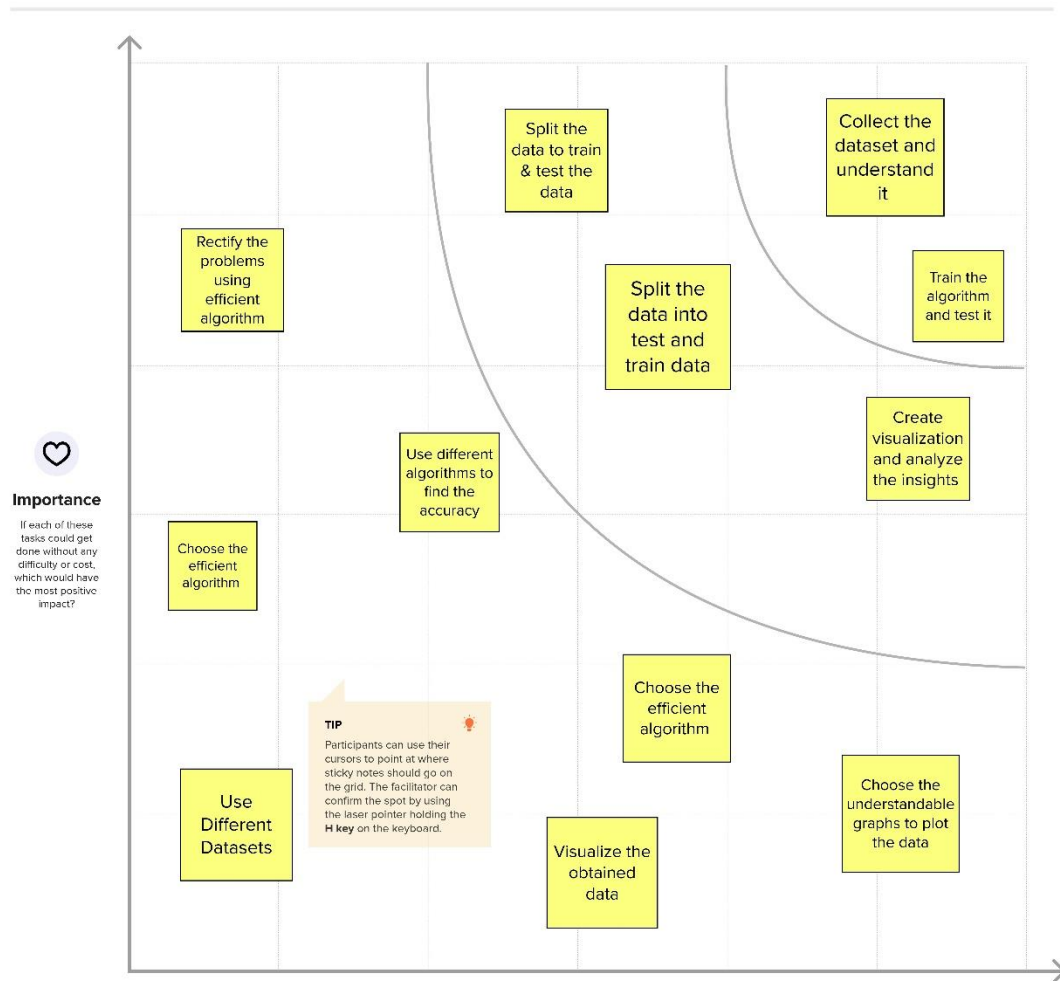 Split the
data to train
& test the
data
Collect the
dataset and
understand
it
Rectify the
problems
using
efficient
algorithm
Split the
data into
test and
train data
Train the
algorithm
and test it
Create
visualization
and analyze
the insights
Use different
algorithms to
find the
accuracy
Importance
If each of these
tasks could get
done without any
difficulty or cost,
which would have
the most positive
impact?
Choose the
efficient
algorithm
Choose the
efficient
algorithm
TIP
Participants can use their
cursors to point at where
sticky notes should go on
the grid. The facilitator can
confirm the spot by using
the laser pointer holding the
H key on the keyboard.
Use
Different
Datasets
Choose the
understandable
graphs to plot
the data
Visualize the
obtained
data